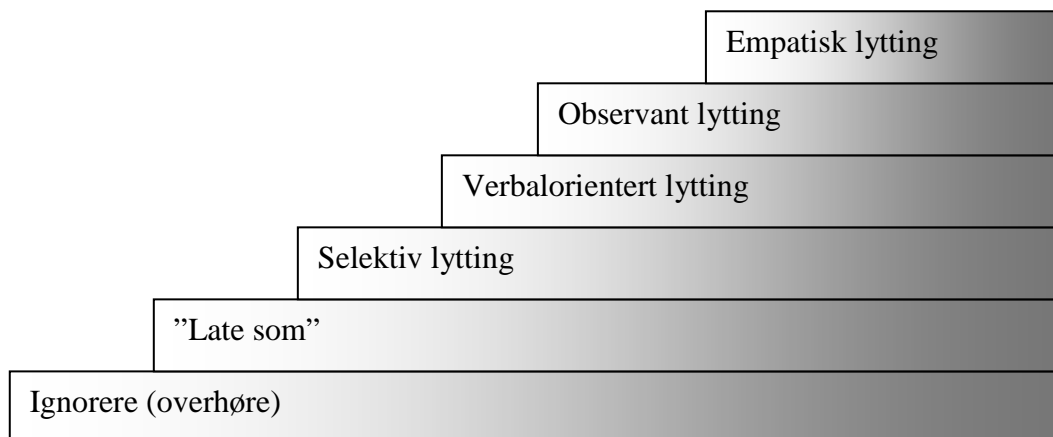 Empatisk lytting
Observant lytting
Verbalorientert lytting
Selektiv lytting
”Late som”
Ignorere (overhøre)